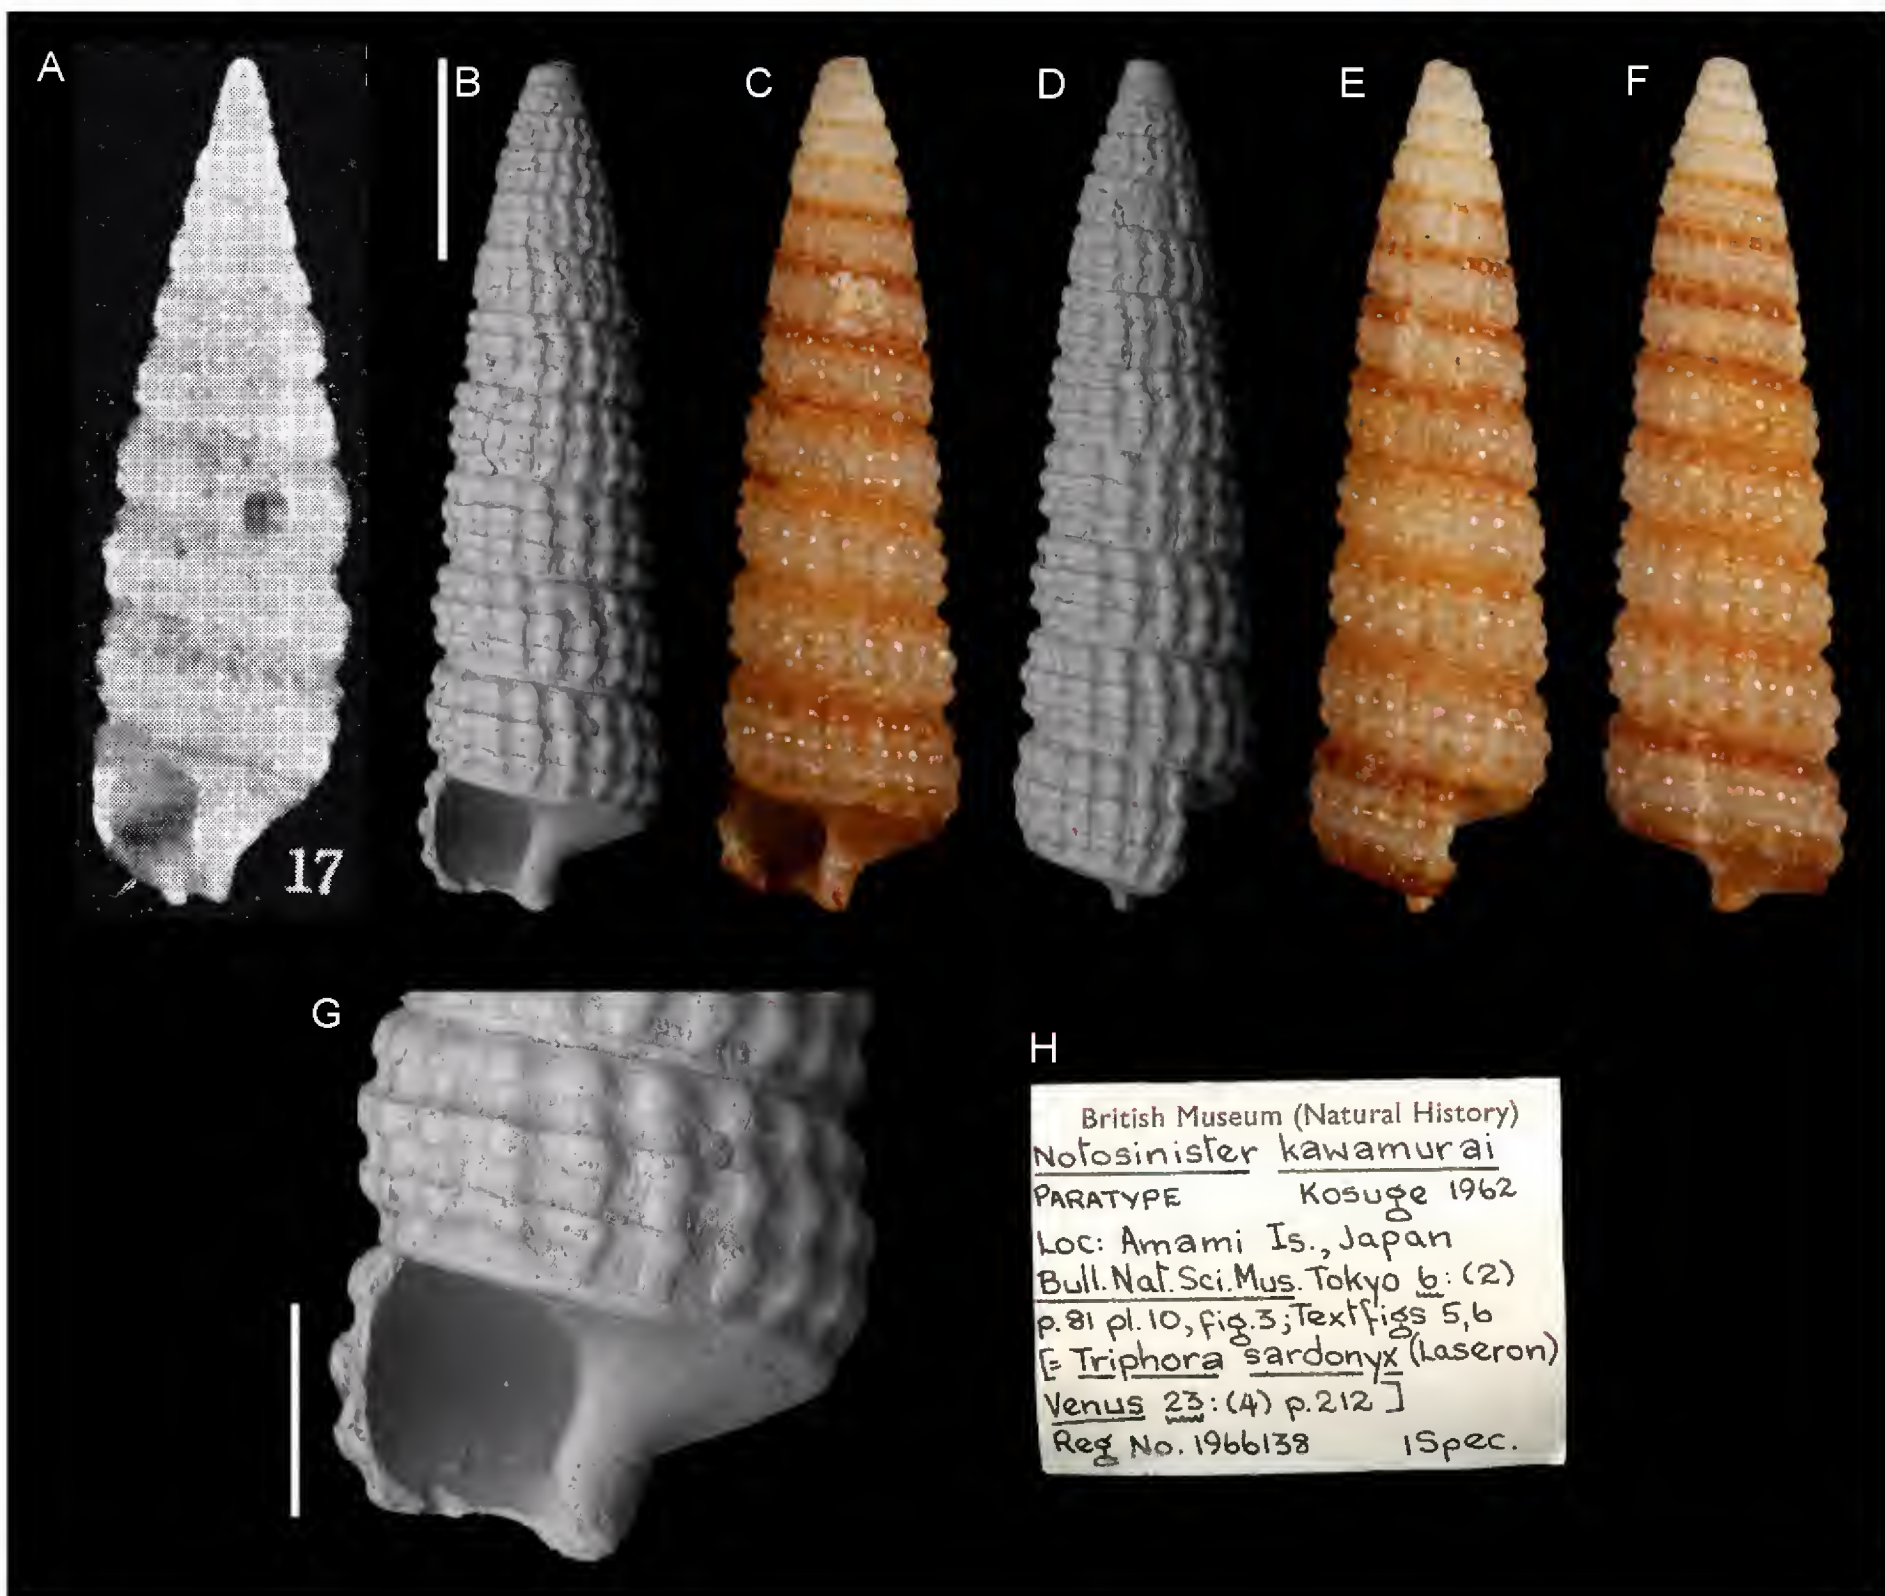 A
B
C
D
E
F
17
G
H
British Museum (Natural History)
Notosinister kawamurai
PARATYPE Kosuge 1962
Loc: Amami Is., Japan
Bull. Nat. Sci. Mus. Tokyo 6: (2)
p. 81 pl. 10, fig. 3; Textfigs 5,6
[= Triphora sardonyx (Laseron)
Venus 23: (4) p. 212 ]
Reg No. 1966138 1 Spec.